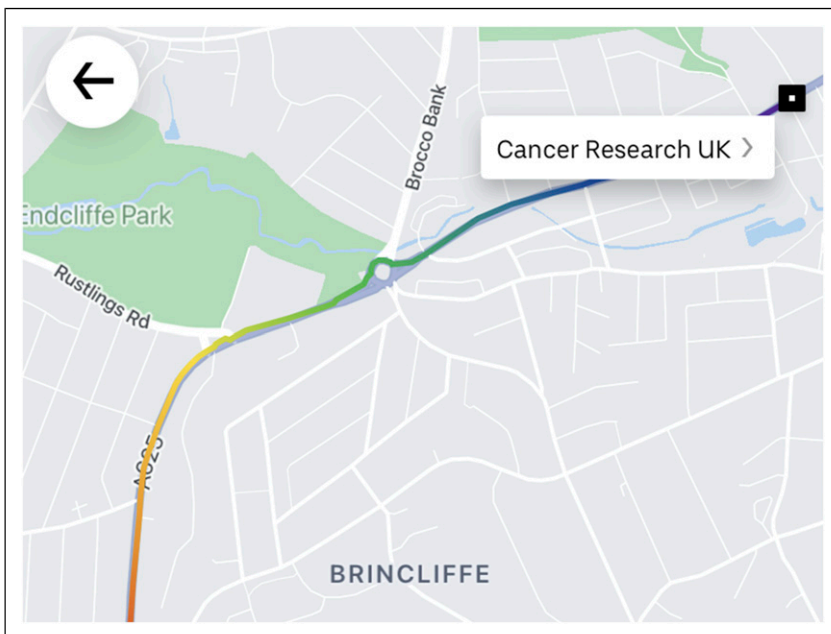 Brocco Bank
Cancer Research UK
Endcliffe Park
Rustlings Rd
A625
BRINCLIFFE